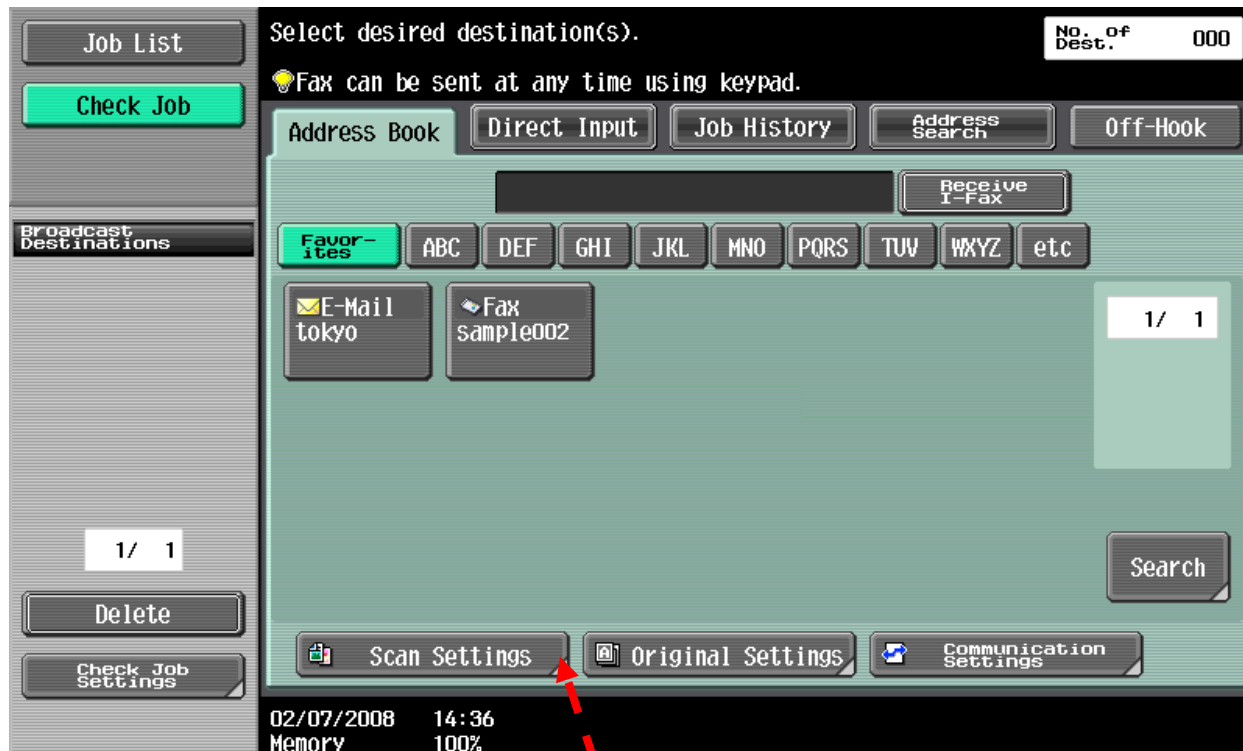 Job List
Check Job
Select desired destination(s).
Fax can be sent at any time using keypad.
No. of
Dest.
000
Address Book
Direct Input
Job History
Address
Search
Off-Hook
Receive
I-Fax
Broadcast
Destinations
Favor-
ites
ABC
DEF
GHI
JKL
MNO
PQRS
TUV
WXYZ
etc
E-Mail
tokyo
Fax
sample002
1/ 1
1/ 1
Search
Delete
Check Job
Settings
Scan Settings
Original Settings
Communication
Settings
02/07/2008 14:36
Memory 100%